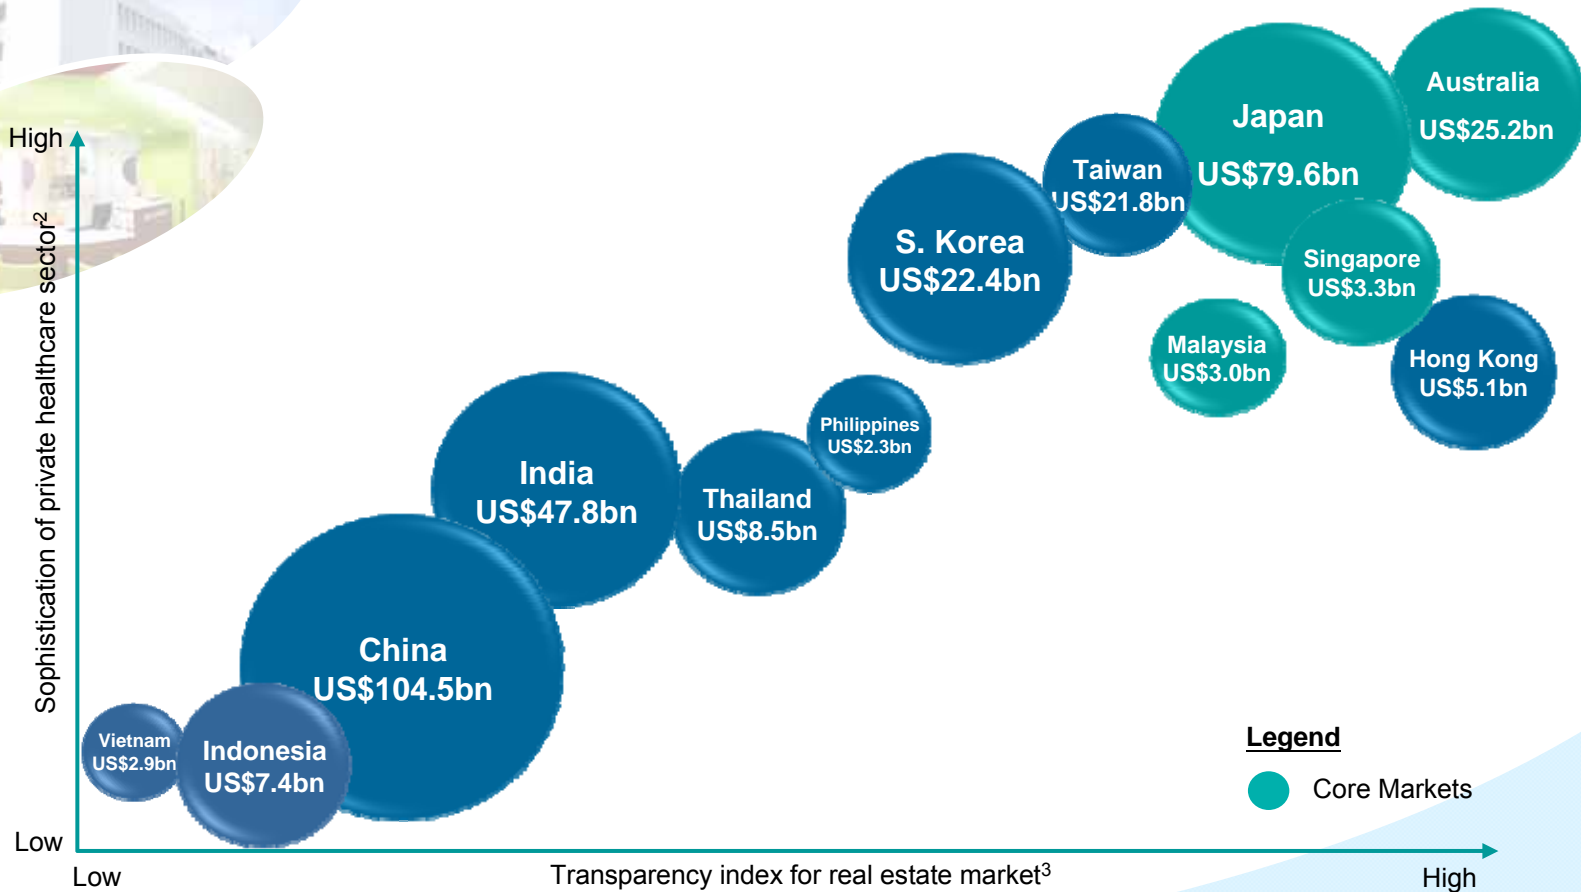 High
Sophistication of private healthcare sector2
Low
Low
Transparency index for real estate market3
High
Australia
US$25.2bn
Japan
US$79.6bn
Taiwan
US$21.8bn
S. Korea
US$22.4bn
Singapore
US$3.3bn
Malaysia
US$3.0bn
Hong Kong
US$5.1bn
Philippines
US$2.3bn
India
US$47.8bn
Thailand
US$8.5bn
China
US$104.5bn
Vietnam
US$2.9bn
Indonesia
US$7.4bn
Legend
Core Markets